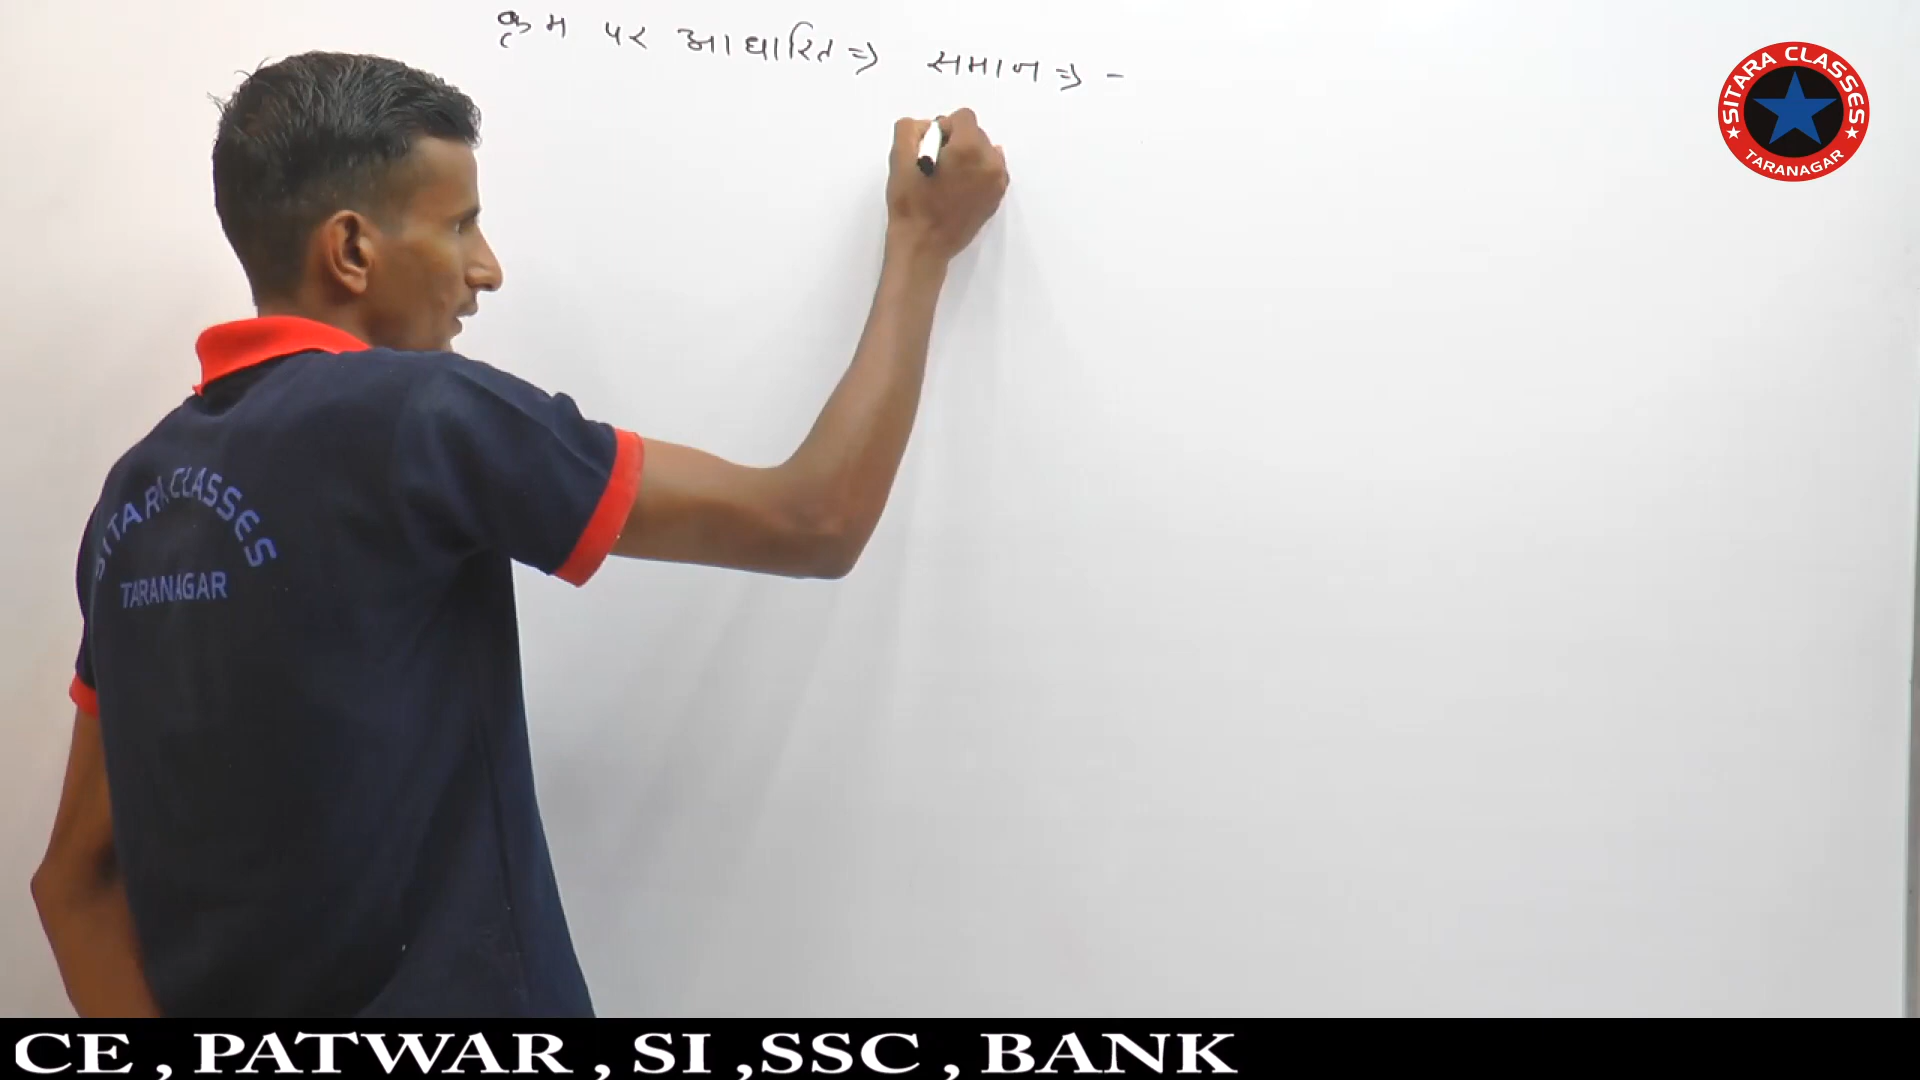 क्रम पर आधारित ⇒ समान ⇒ -
SITARA CLASSES
TARANAGAR
SITARA CLASSES
TARANAGAR
CE , PATWAR , SI ,SSC , BANK